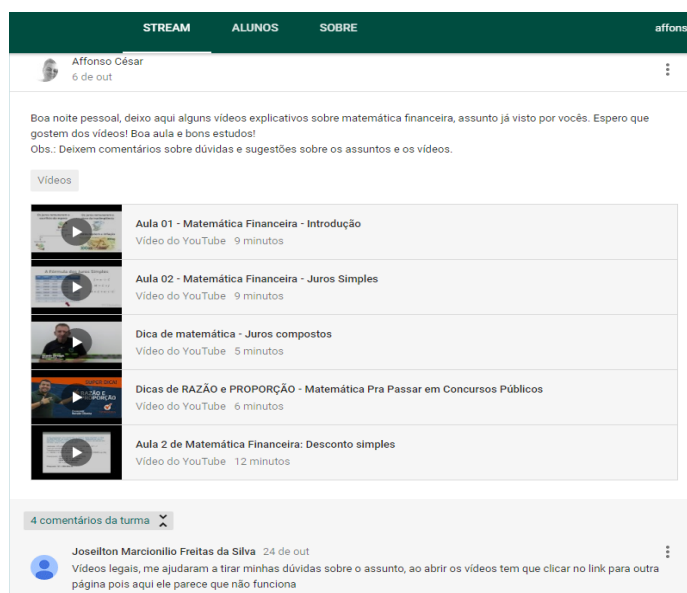 STREAM ALUNOS SOBRE affons
Affonso César
6 de out
Boa noite pessoal, deixo aqui alguns vídeos explicativos sobre matemática financeira, assunto já visto por vocês. Espero que
gostem dos vídeos! Boa aula e bons estudos!
Obs.: Deixem comentários sobre dúvidas e sugestões sobre os assuntos e os vídeos.
Vídeos
Aula 01 - Matemática Financeira - Introdução
Vídeo do YouTube 9 minutos
Aula 02 - Matemática Financeira - Juros Simples
Vídeo do YouTube 9 minutos
Dica de matemática - Juros compostos
Vídeo do YouTube 5 minutos
Dicas de RAZÃO e PROPORÇÃO - Matemática Pra Passar em Concursos Públicos
Vídeo do YouTube 6 minutos
Aula 2 de Matemática Financeira: Desconto simples
Vídeo do YouTube 12 minutos
4 comentários da turma
Joseilton Marcionilio Freitas da Silva 24 de out
Vídeos legais, me ajudaram a tirar minhas dúvidas sobre o assunto, ao abrir os vídeos tem que clicar no link para outra
página pois aqui ele parece que não funciona